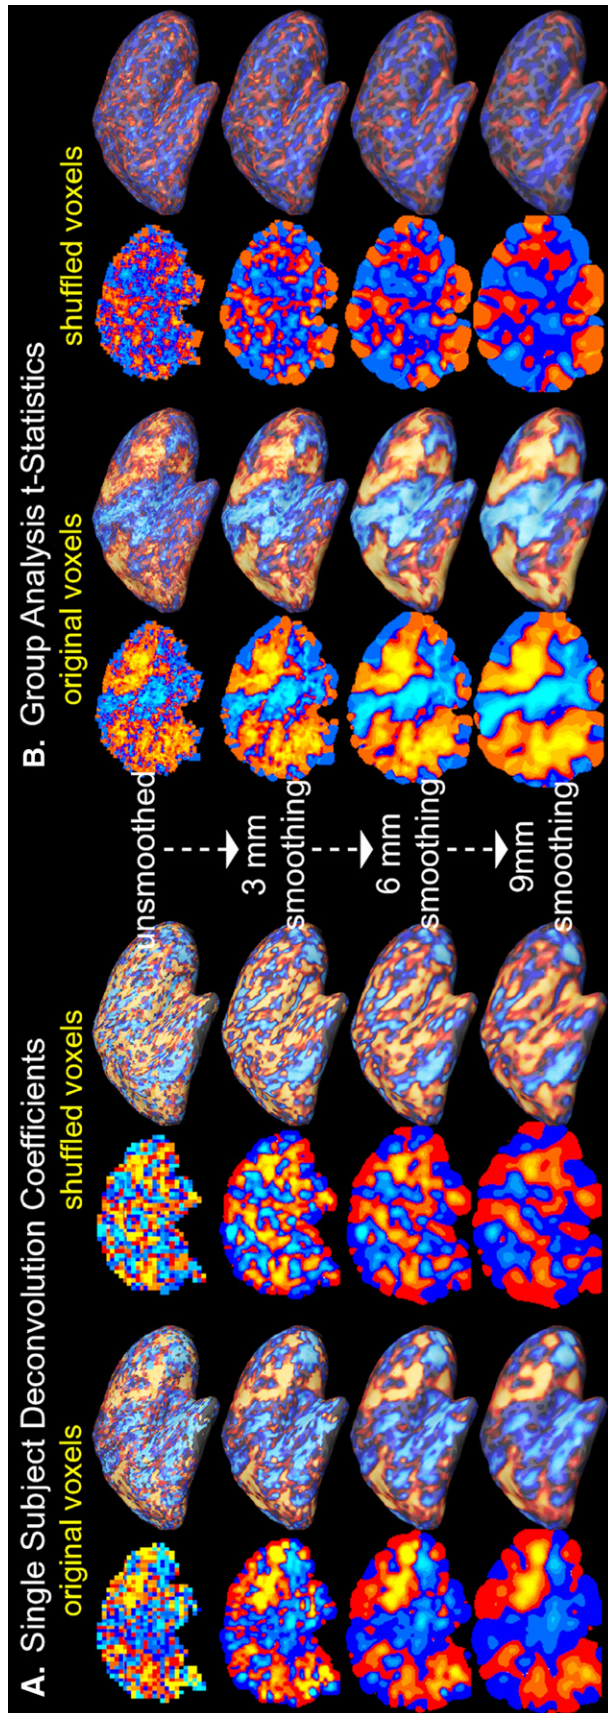 A. Single Subject Deconvolution Coefficients
original voxels
shuffled voxels
unsmoothed
3 mm
smoothing
6 mm
smoothing
9mm
smoothing
B. Group Analysis t-Statistics
original voxels
shuffled voxels